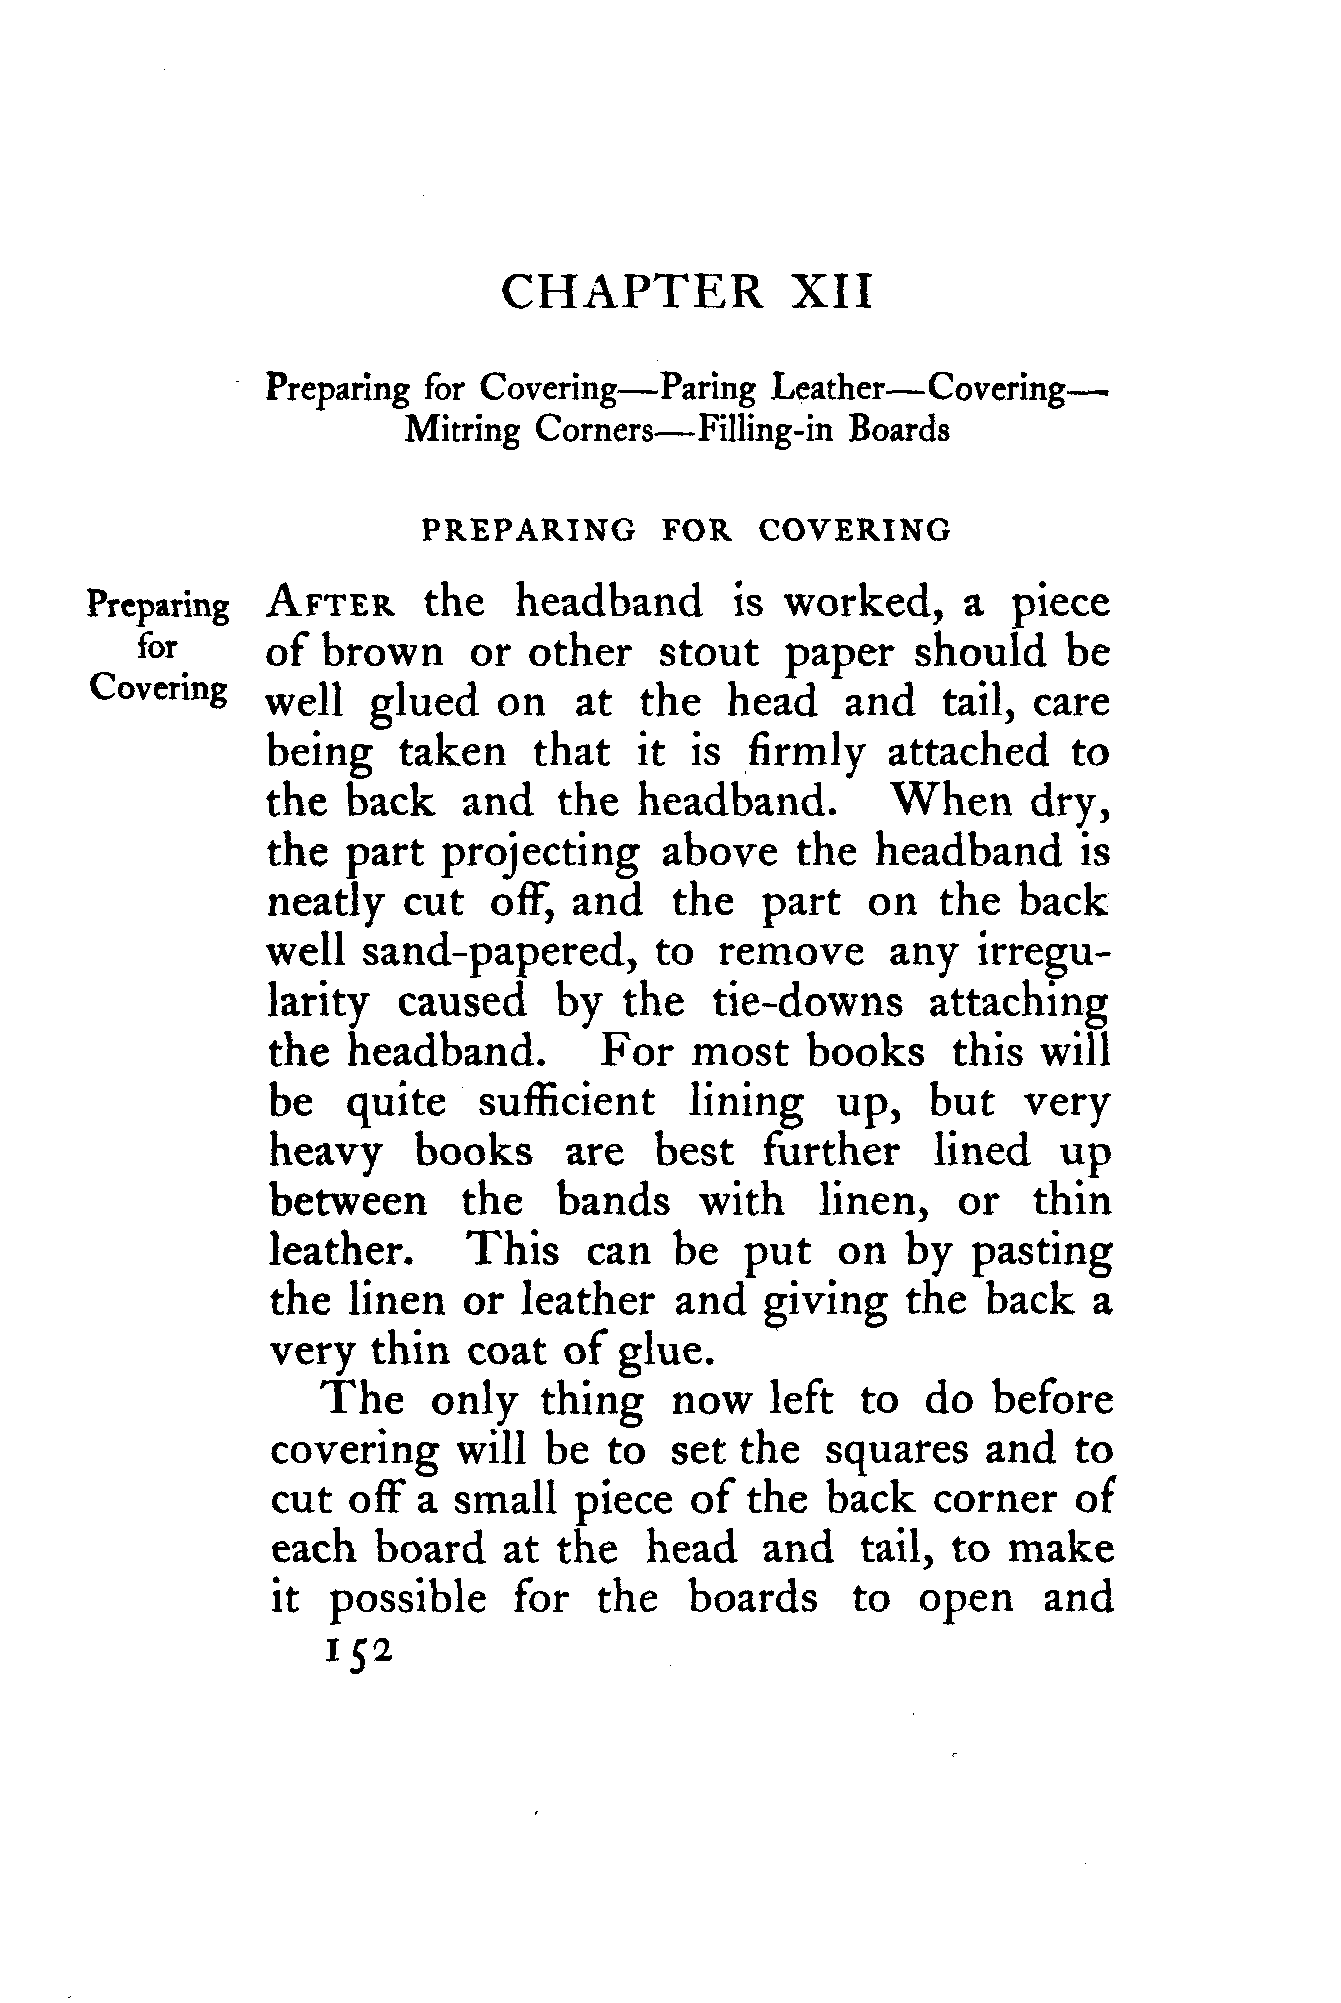 CHAPTER XII
Preparing for Covering—Paring Leather—Covering—
Mitring Corners—Filling-in Boards
PREPARING FOR COVERING
Preparing
for
Covering
AFTER the headband is worked, a piece
of brown or other stout paper should be
well glued on at the head and tail, care
being taken that it is firmly attached to
the back and the headband. When dry,
the part projecting above the headband is
neatly cut off, and the part on the back
well sand-papered, to remove any irregu-
larity caused by the tie-downs attaching
the headband. For most books this will
be quite sufficient lining up, but very
heavy books are best further lined up
between the bands with linen, or thin
leather. This can be put on by pasting
the linen or leather and giving the back a
very thin coat of glue.
The only thing now left to do before
covering will be to set the squares and to
cut off a small piece of the back corner of
each board at the head and tail, to make
it possible for the boards to open and
152